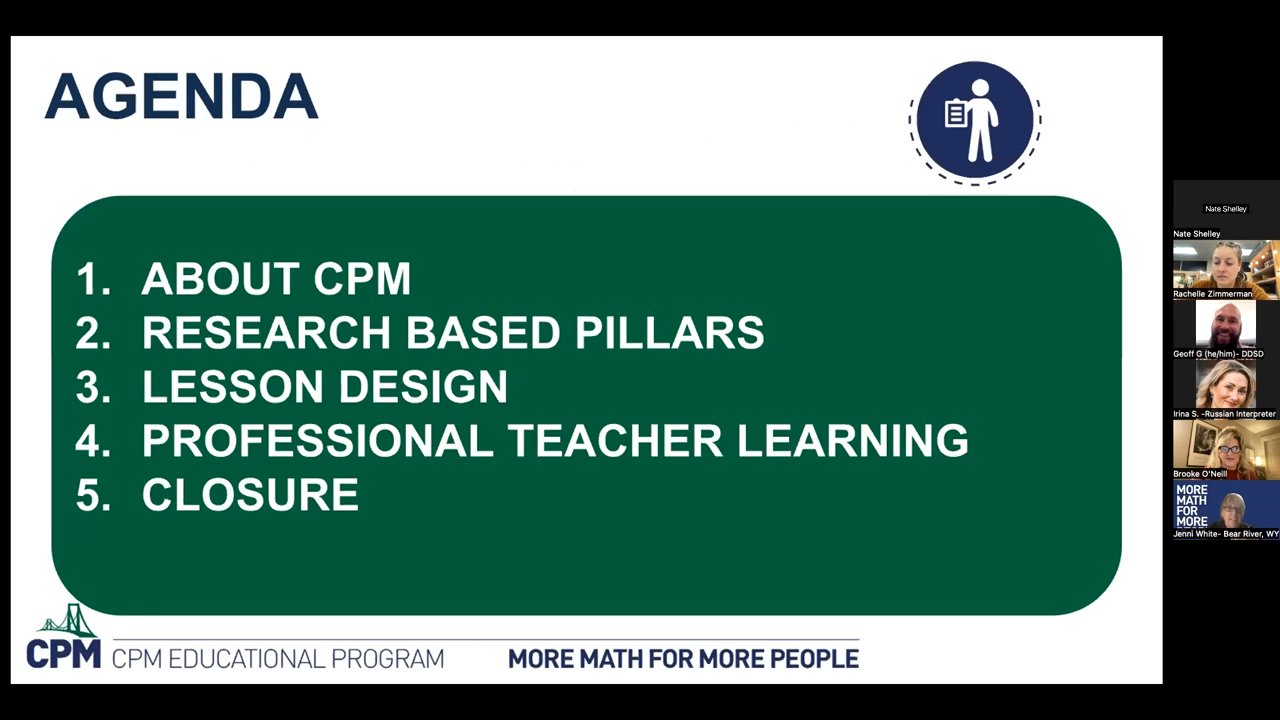 AGENDA
1. ABOUT CPM
2. RESEARCH BASED PILLARS
3. LESSON DESIGN
4. PROFESSIONAL TEACHER LEARNING
5. CLOSURE
CPM CPM EDUCATIONAL PROGRAM MORE MATH FOR MORE PEOPLE
Nate Shelley
Nate Shelley
Rachelle Zimmerman
Geoff G (he/him)- DDSD
Irina S. -Russian Interpreter
Brooke O'Neill
MORE
MATH
FOR
MORE
Jenni White- Bear River, WY